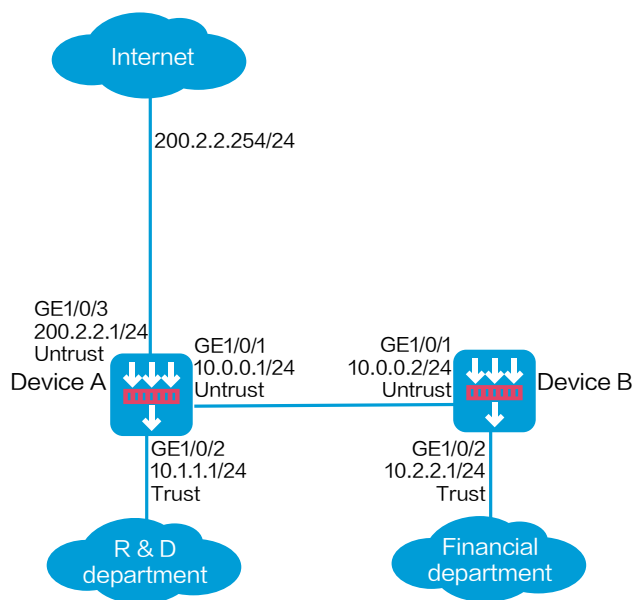 Internet
200.2.2.254/24
GE1/0/3
200.2.2.1/24
Untrust
Device A
GE1/0/1
10.0.0.1/24
Untrust
GE1/0/1
10.0.0.2/24
Untrust
Device B
GE1/0/2
10.1.1.1/24
Trust
GE1/0/2
10.2.2.1/24
Trust
R & D
department
Financial
department